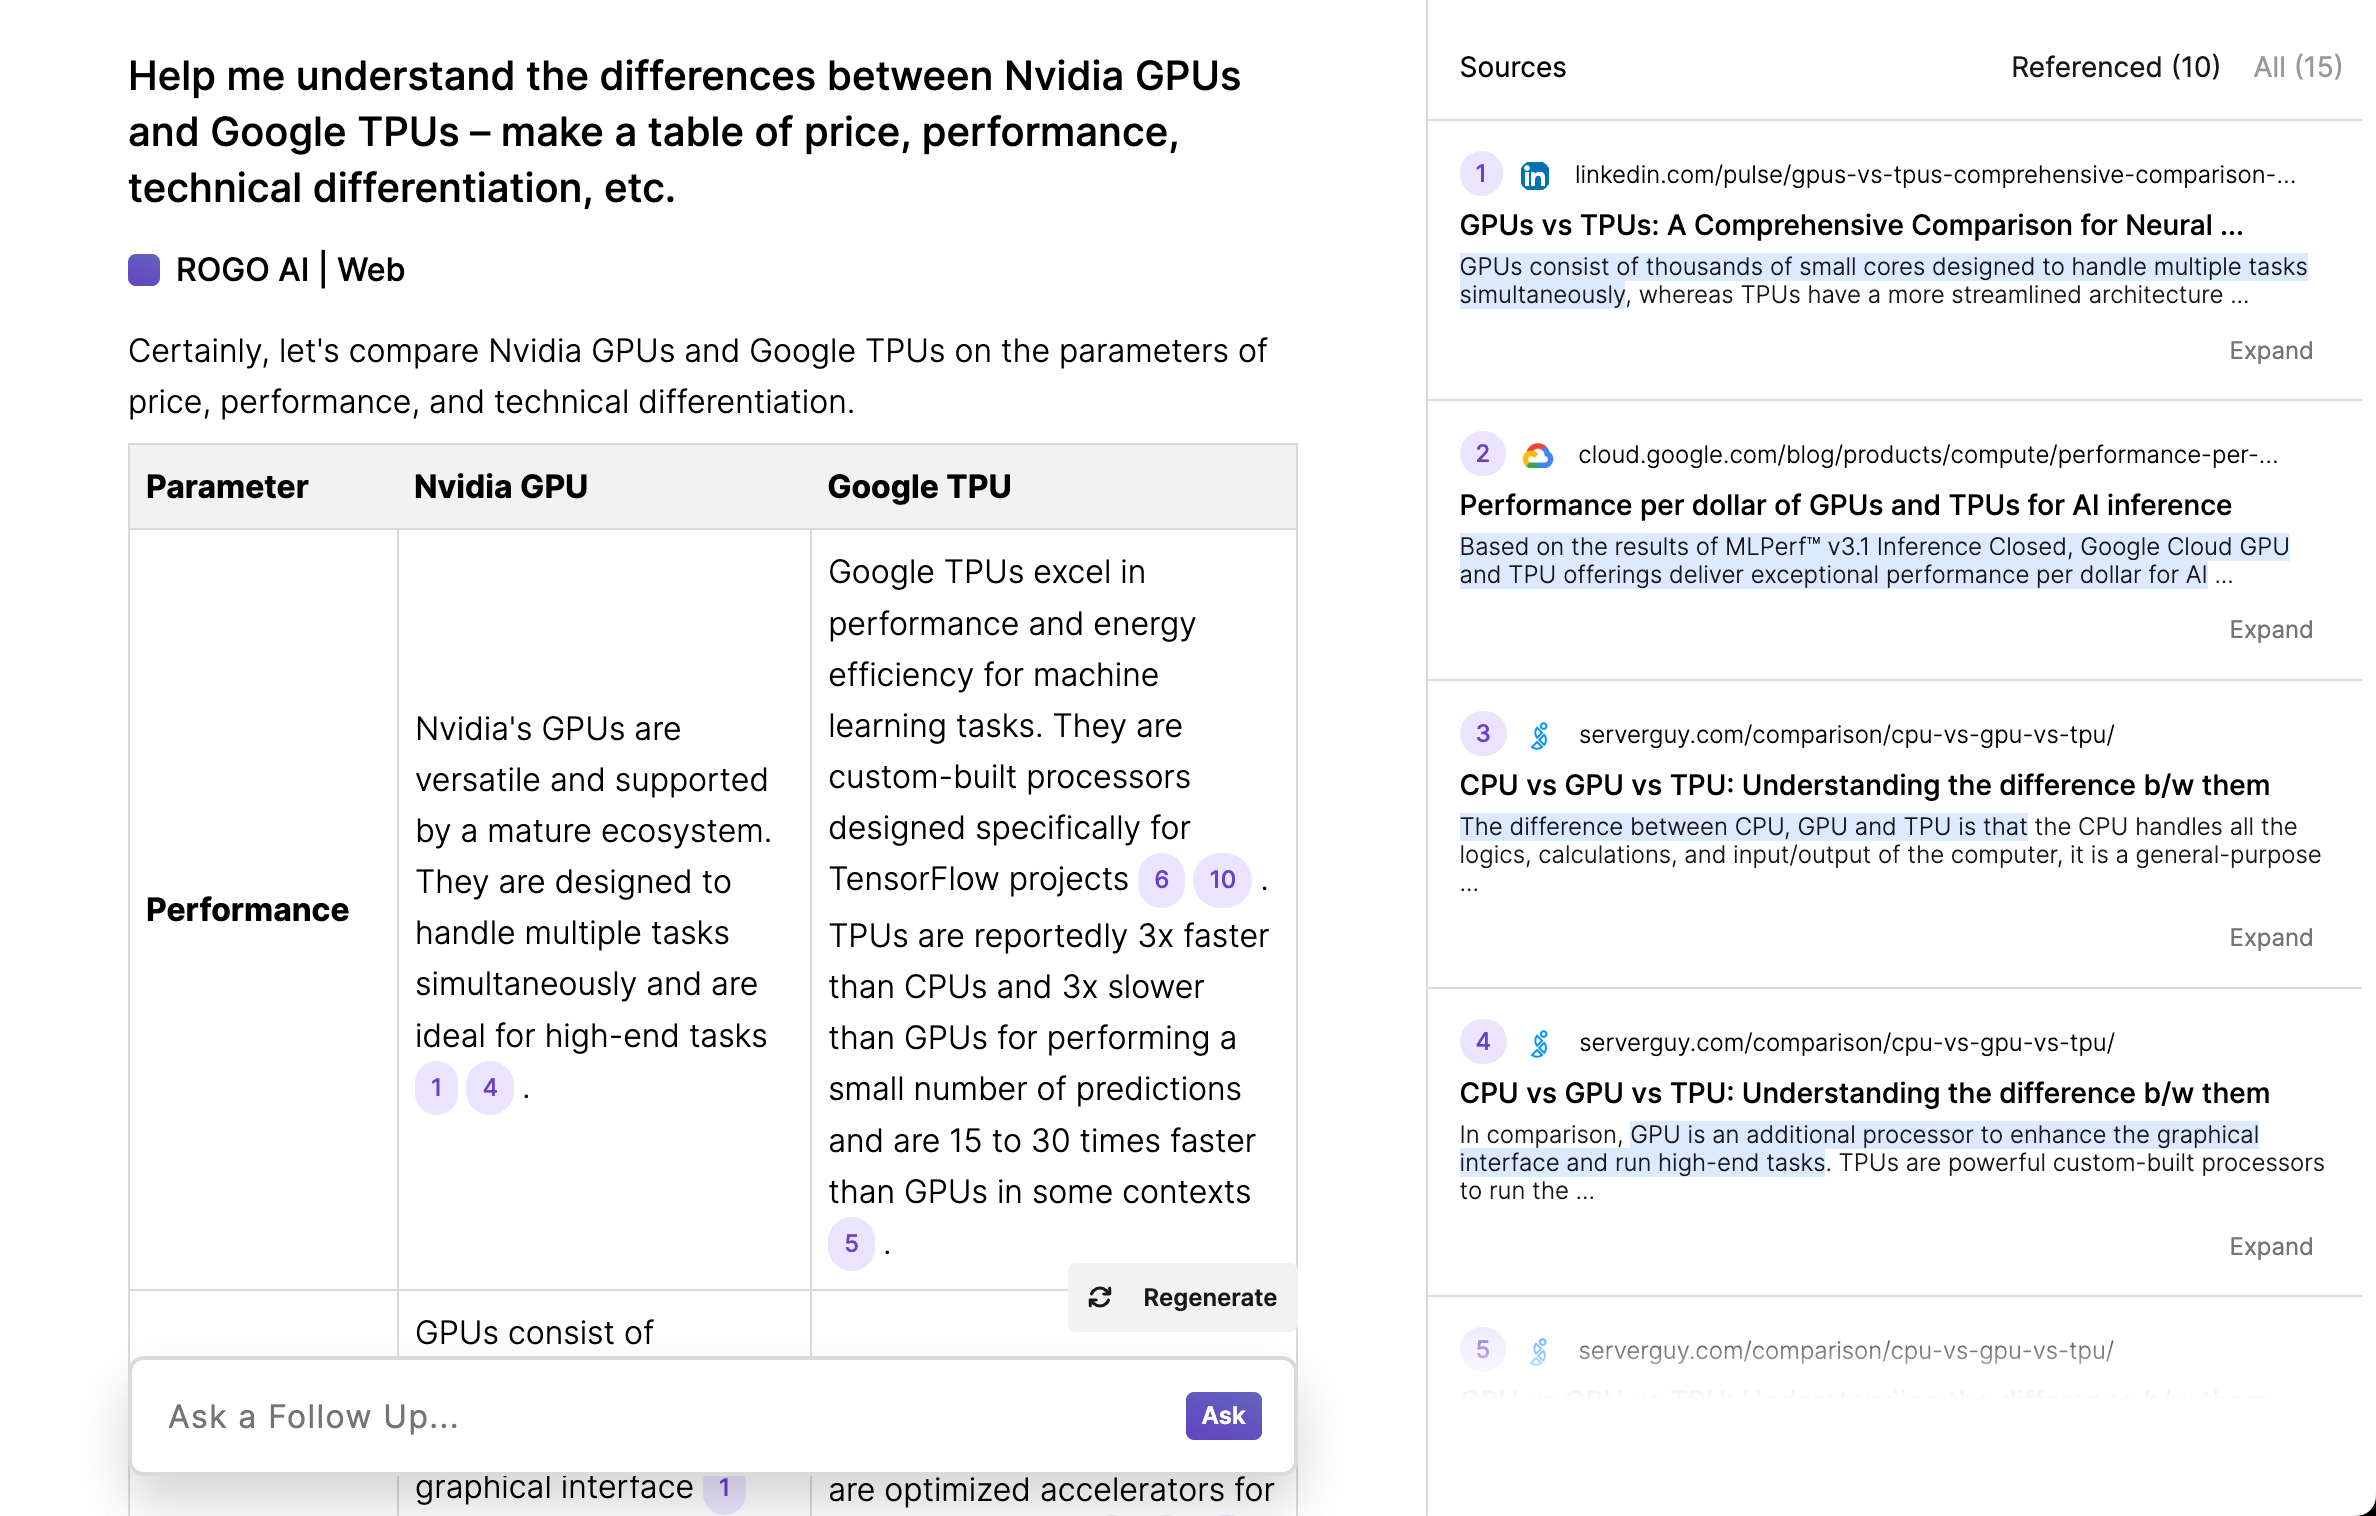 Help me understand the differences between Nvidia GPUs
and Google TPUs – make a table of price, performance,
technical differentiation, etc.
ROGO AI | Web
Certainly, let's compare Nvidia GPUs and Google TPUs on the parameters of
price, performance, and technical differentiation.
Parameter
Nvidia GPU
Google TPU
Performance
Nvidia's GPUs are
versatile and supported
by a mature ecosystem.
They are designed to
handle multiple tasks
simultaneously and are
ideal for high-end tasks
1 4 .
Google TPUs excel in
performance and energy
efficiency for machine
learning tasks. They are
custom-built processors
designed specifically for
TensorFlow projects 6 10 .
TPUs are reportedly 3x faster
than CPUs and 3x slower
than GPUs for performing a
small number of predictions
and are 15 to 30 times faster
than GPUs in some contexts
5 .
Regenerate
GPUs consist of
Ask a Follow Up...
Ask
graphical interface 1
are optimized accelerators for
Sources
Referenced (10)
All (15)
1 in linkedin.com/pulse/gpus-vs-tpus-comprehensive-comparison-...
GPUs vs TPUs: A Comprehensive Comparison for Neural ...
GPUs consist of thousands of small cores designed to handle multiple tasks
simultaneously, whereas TPUs have a more streamlined architecture ...
Expand
2 cloud.google.com/blog/products/compute/performance-per-...
Performance per dollar of GPUs and TPUs for AI inference
Based on the results of MLPerf™ v3.1 Inference Closed, Google Cloud GPU
and TPU offerings deliver exceptional performance per dollar for AI ...
Expand
3 serverguy.com/comparison/cpu-vs-gpu-vs-tpu/
CPU vs GPU vs TPU: Understanding the difference b/w them
The difference between CPU, GPU and TPU is that the CPU handles all the
logics, calculations, and input/output of the computer, it is a general-purpose
...
Expand
4 serverguy.com/comparison/cpu-vs-gpu-vs-tpu/
CPU vs GPU vs TPU: Understanding the difference b/w them
In comparison, GPU is an additional processor to enhance the graphical
interface and run high-end tasks. TPUs are powerful custom-built processors
to run the ...
Expand
5 serverguy.com/comparison/cpu-vs-gpu-vs-tpu/